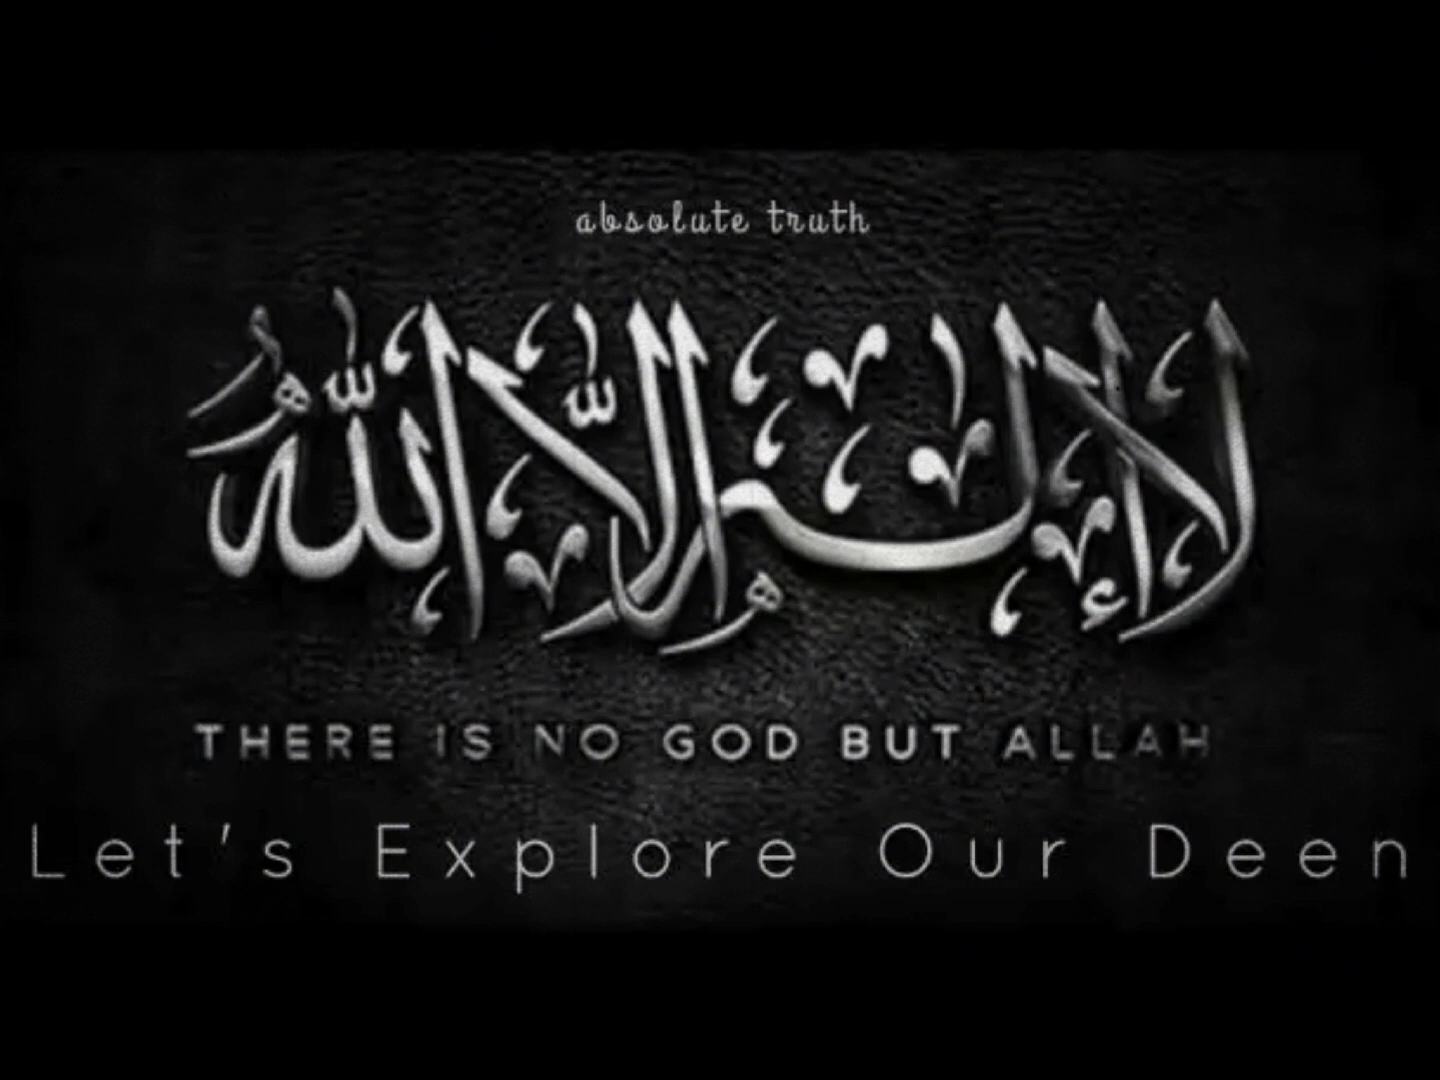 absolute truth
لا إله إلا الله
THERE IS NO GOD BUT ALLAH
Let's Explore Our Deen